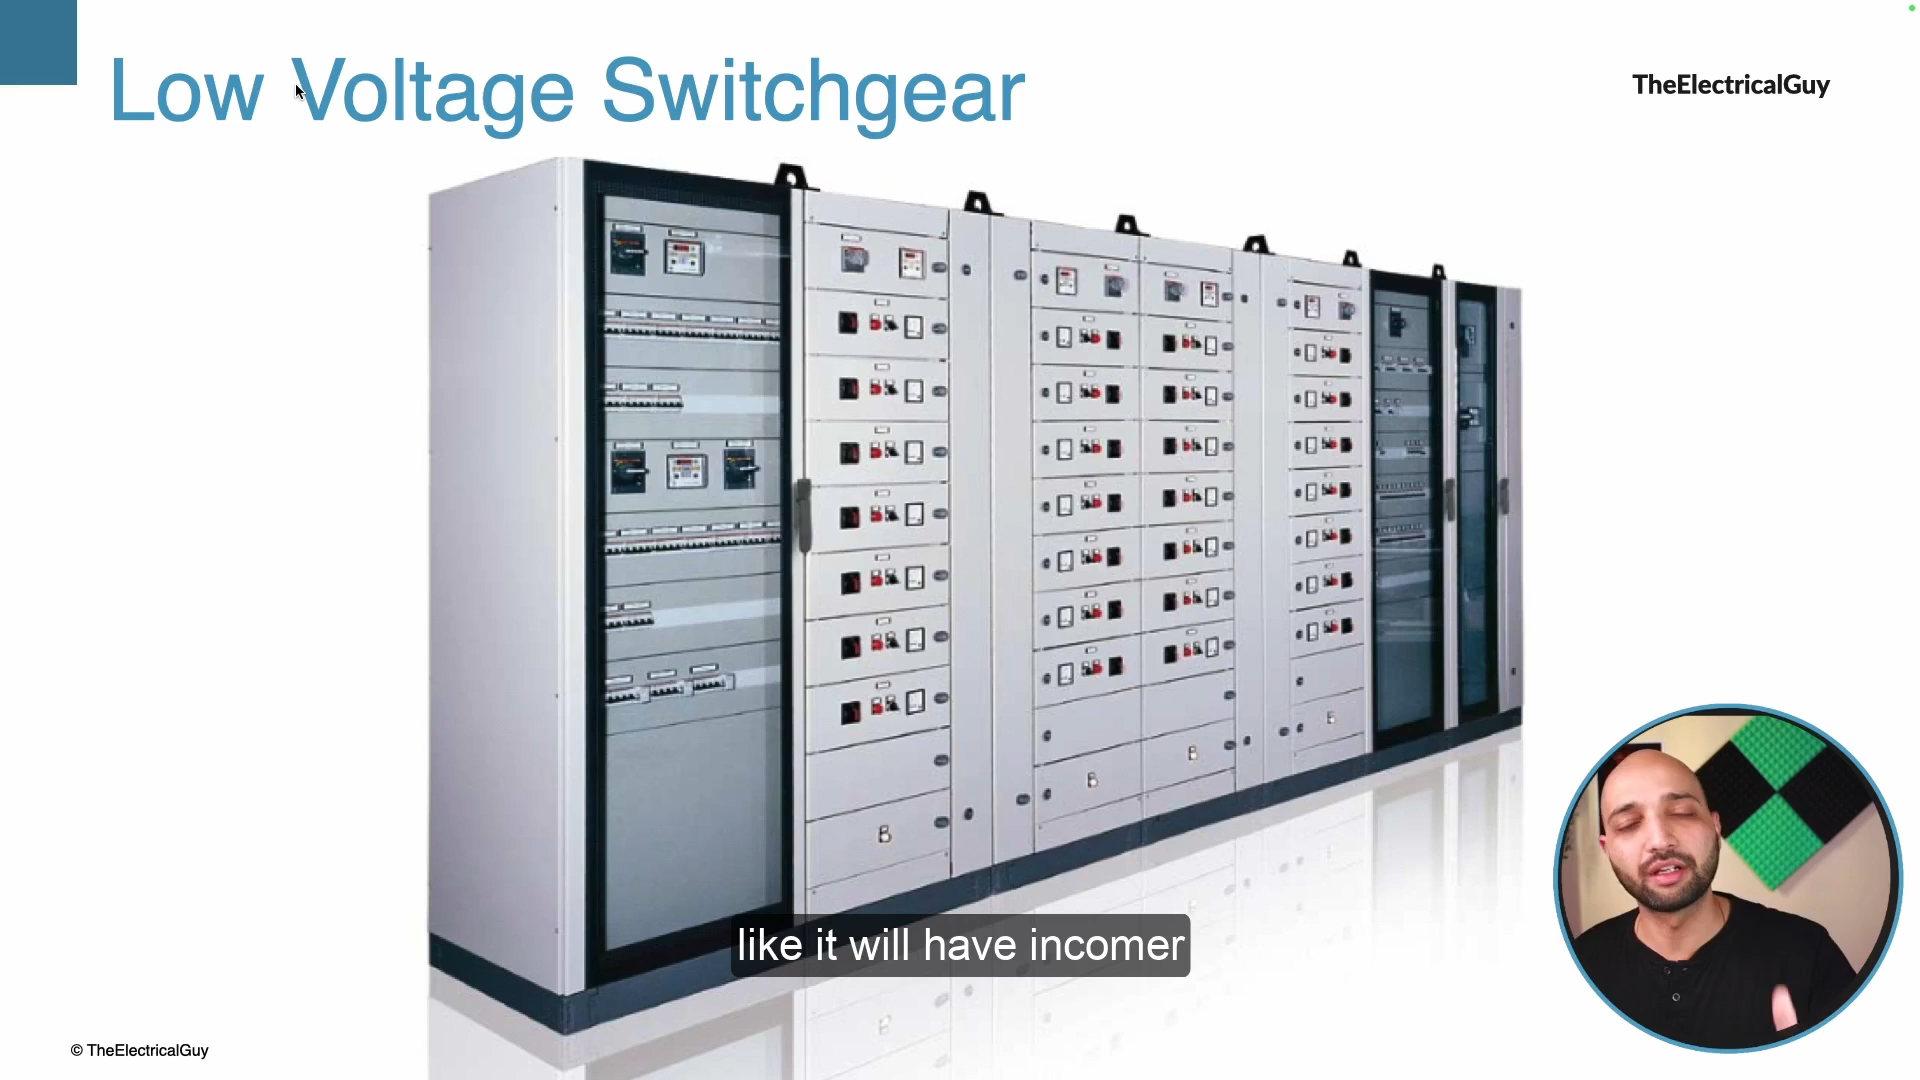 Low Voltage Switchgear
TheElectricalGuy
like it will have incomer
© TheElectricalGuy